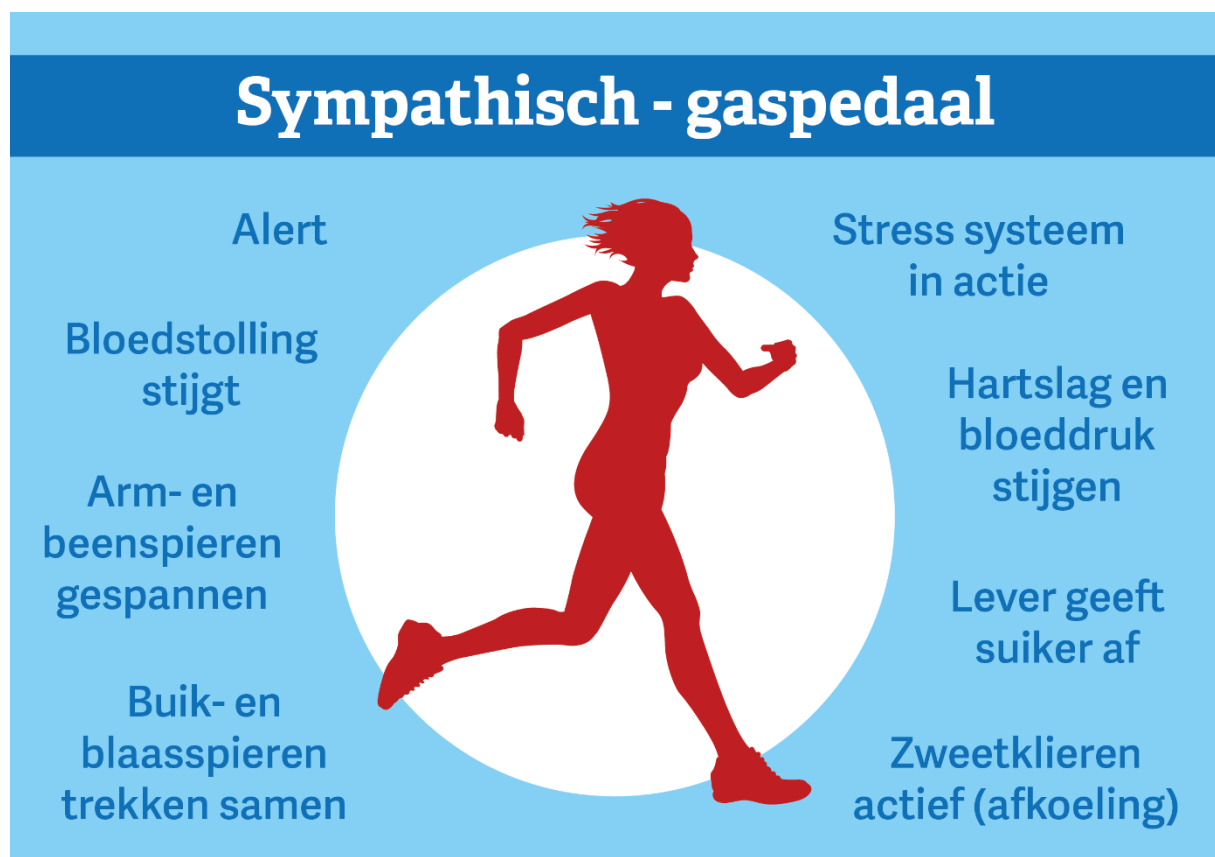 Sympathisch - gaspedaal
Alert
Bloedstolling
stijgt
Arm- en
beenspieren
gespannen
Buik- en
blaasspieren
trekken samen
Stress systeem
in actie
Hartslag en
bloeddruk
stijgen
Lever geeft
suiker af
Zweetklieren
actief (afkoeling)